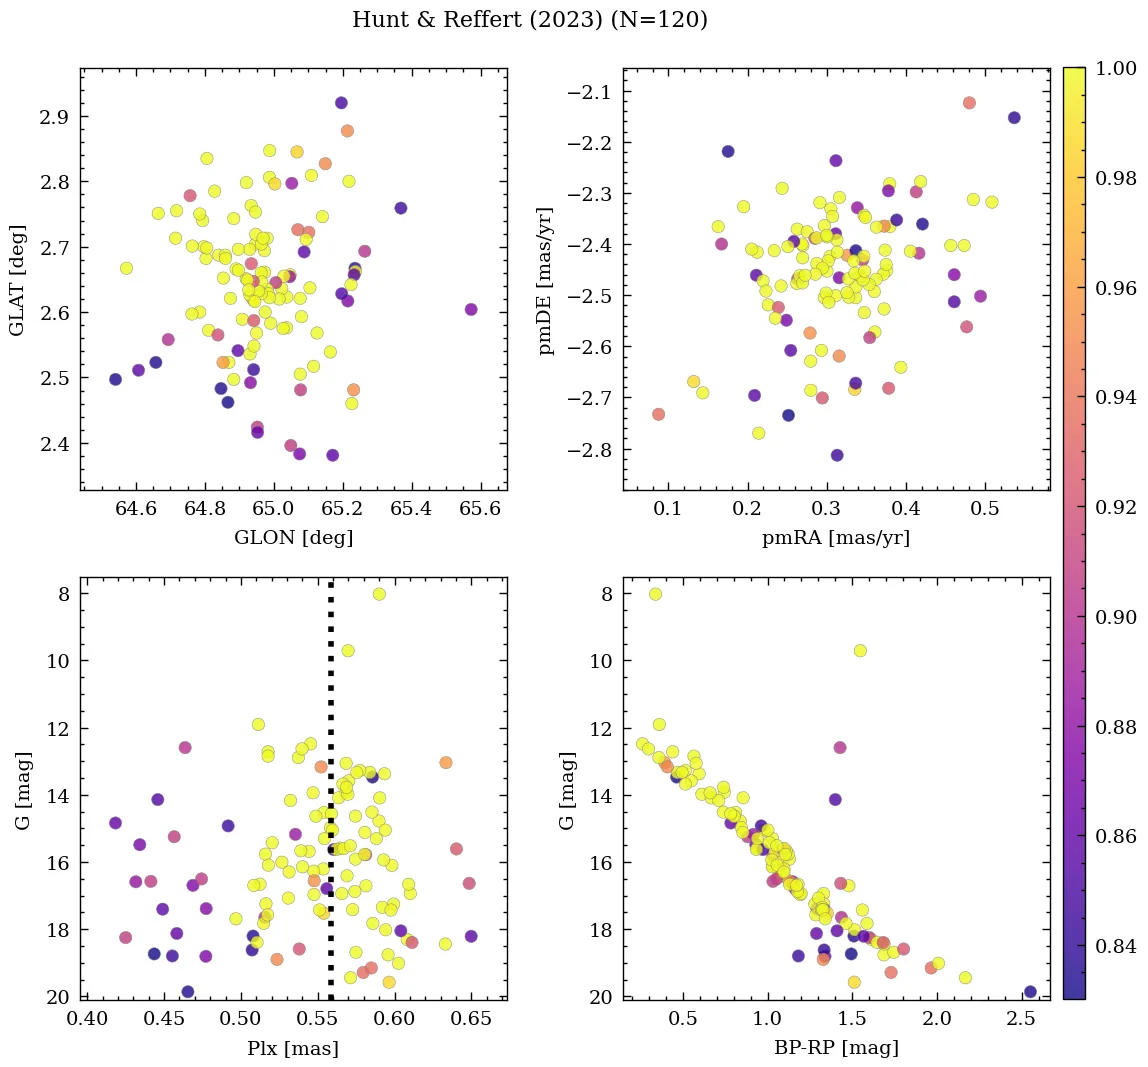 Hunt & Reffert (2023) (N=120)
2.9
2.8
2.7
2.6
2.5
2.4
GLAT [deg]
64.6 64.8 65.0 65.2 65.4 65.6
GLON [deg]
−2.1
−2.2
−2.3
−2.4
−2.5
−2.6
−2.7
−2.8
pmDE [mas/yr]
0.1 0.2 0.3 0.4 0.5
pmRA [mas/yr]
8
10
12
14
16
18
20
G [mag]
0.40 0.45 0.50 0.55 0.60 0.65
Plx [mas]
8
10
12
14
16
18
20
G [mag]
0.5 1.0 1.5 2.0 2.5
BP-RP [mag]
1.00
0.98
0.96
0.94
0.92
0.90
0.88
0.86
0.84